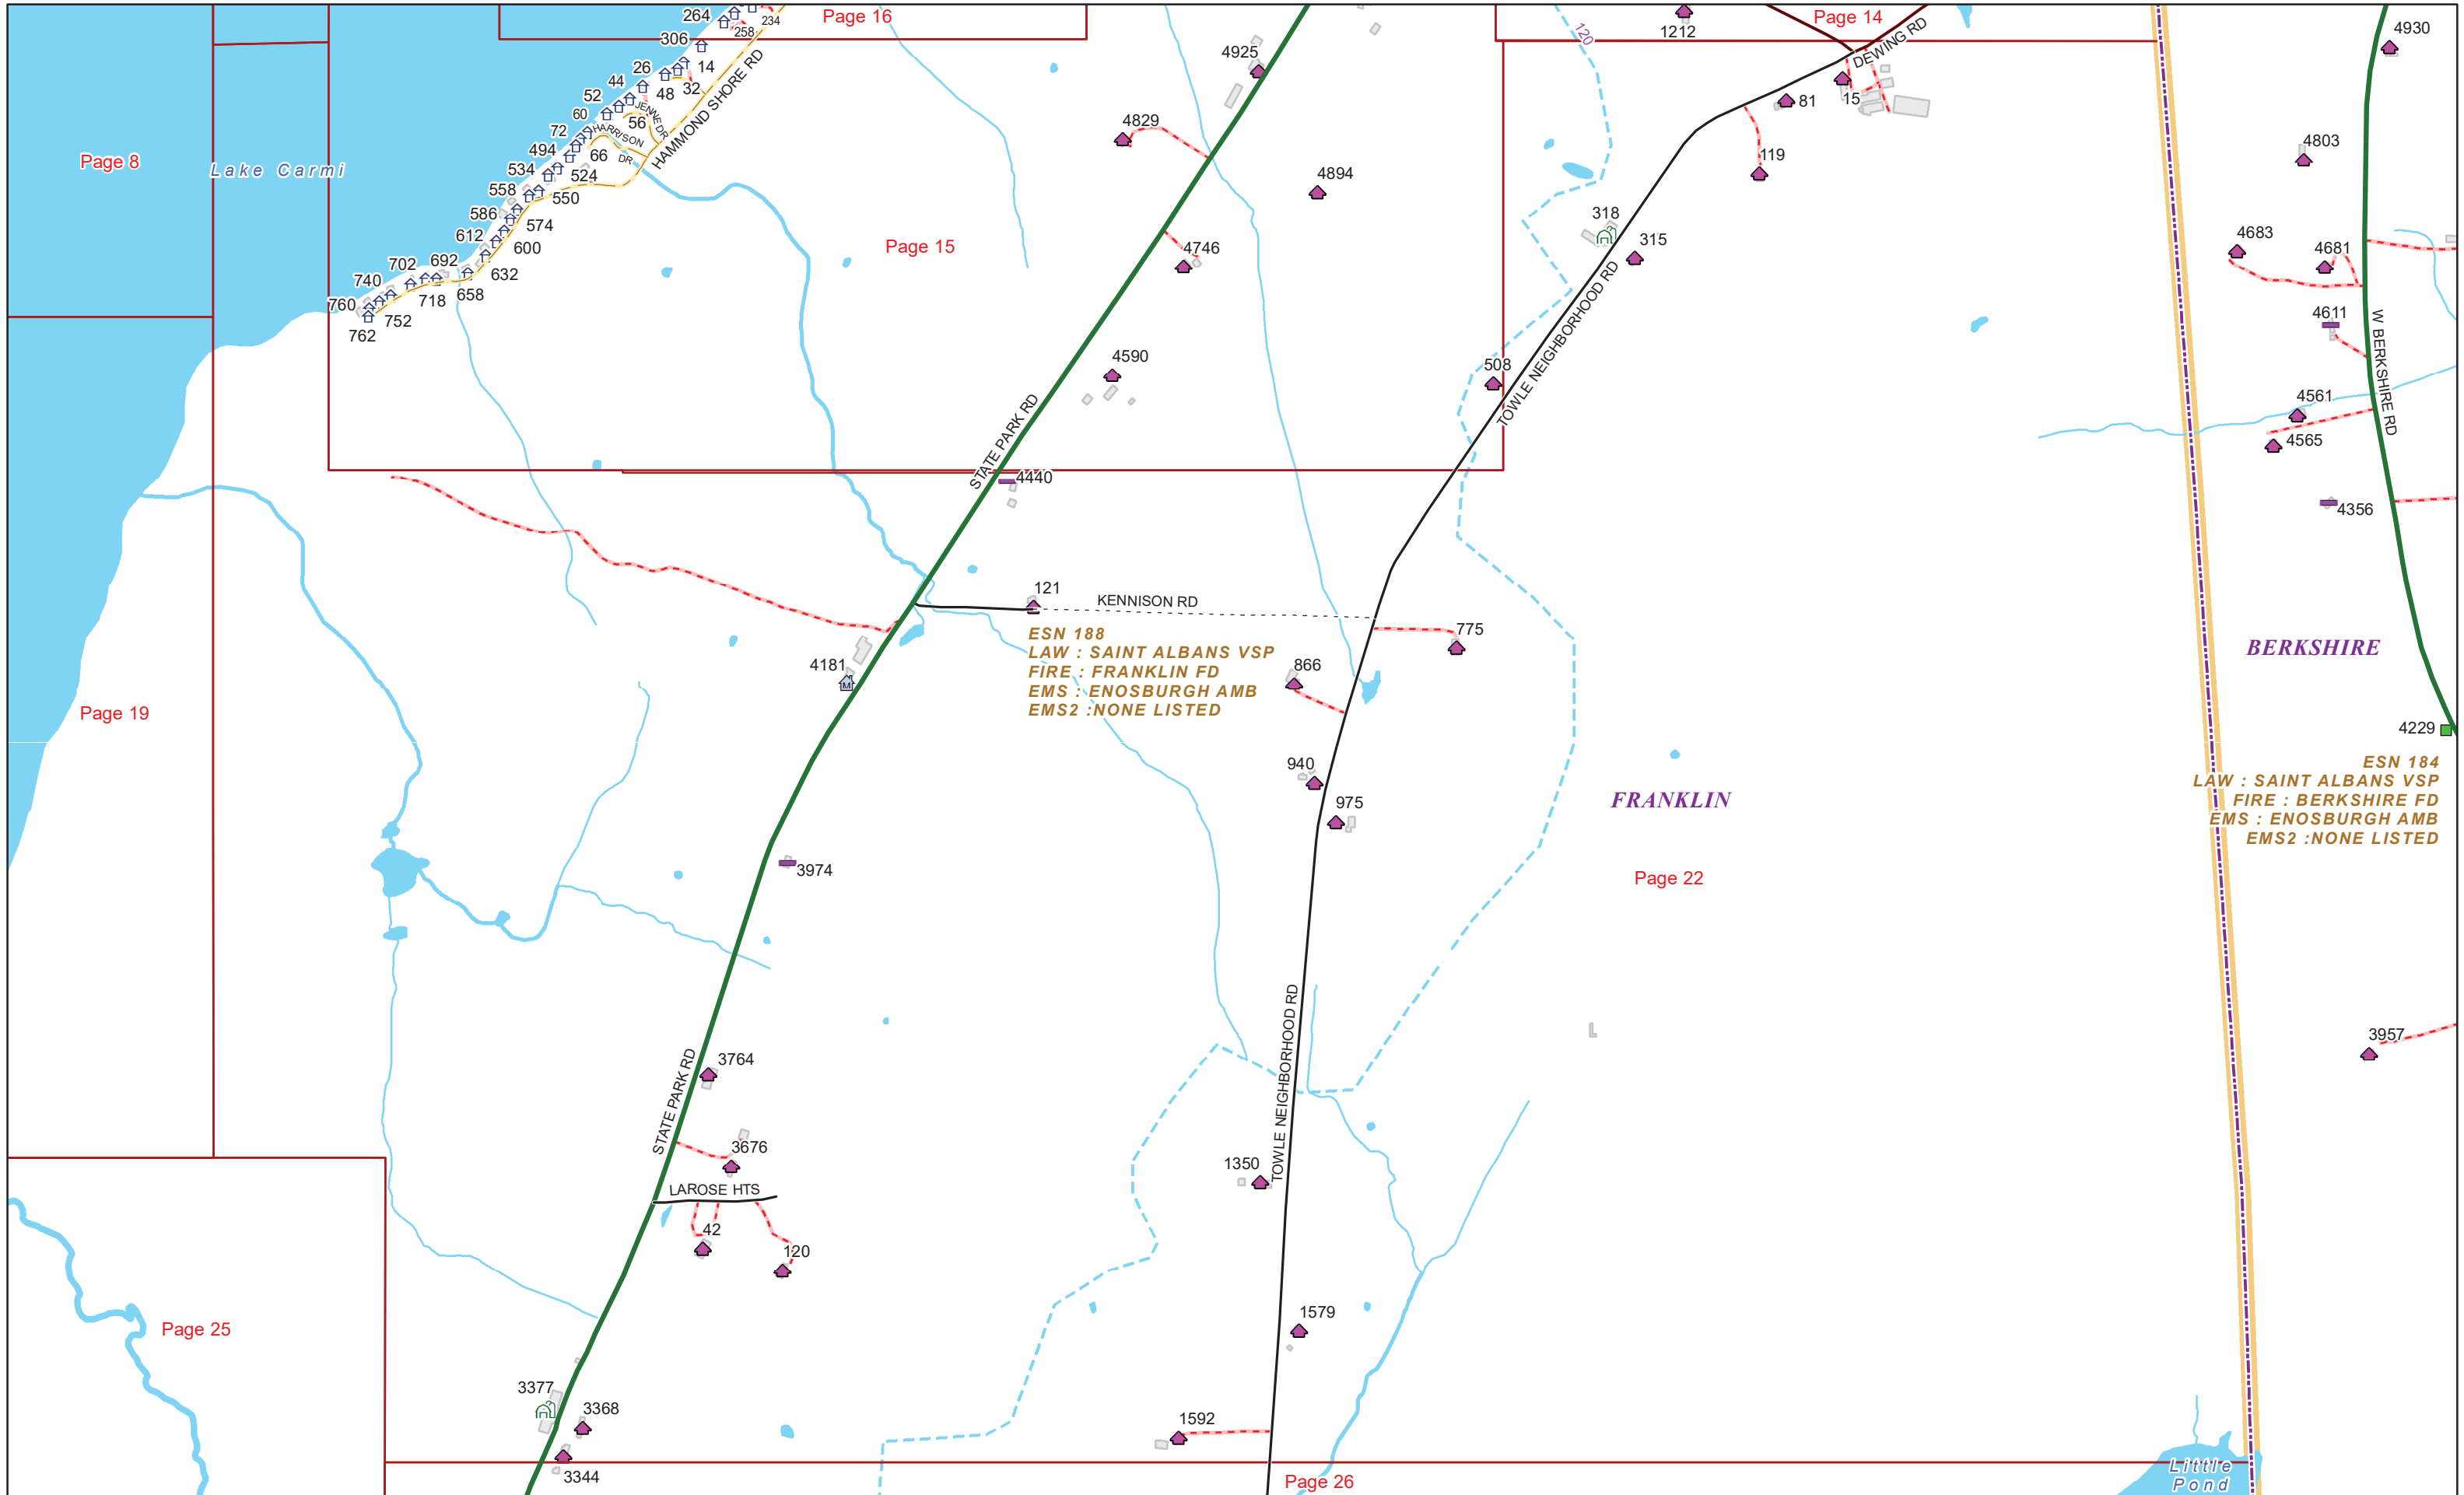 264
234
258
Page 16
306
14
26
44
48
32
52
60
56
72
66
494
534
524
558
550
586
574
612
600
702
692
632
740
718
658
760
752
762
JENNE DR
HARRISON
DR
HAMMOND SHORE RD
Page 8
Lake Carmi
Page 15
4925
4829
4894
4746
4590
STATE PARK RD
4440
120
1212
Page 14
DEWING RD
15
81
119
318
315
508
TOWLE NEIGHBORHOOD RD
4930
4803
4683
4681
4611
4561
4565
W BERKSHIRE RD
4356
121
KENNISON RD
ESN 188
LAW : SAINT ALBANS VSP
FIRE : FRANKLIN FD
EMS : ENOSBURGH AMB
EMS2 :NONE LISTED
4181
775
866
940
975
BERKSHIRE
4229
ESN 184
LAW : SAINT ALBANS VSP
FIRE : BERKSHIRE FD
EMS : ENOSBURGH AMB
EMS2 :NONE LISTED
Page 19
FRANKLIN
Page 22
3974
3957
STATE PARK RD
3764
3676
LAROSE HTS
42
120
TOWLE NEIGHBORHOOD RD
1350
1579
1592
Page 25
3377
3368
3344
Page 26
Little
Pond